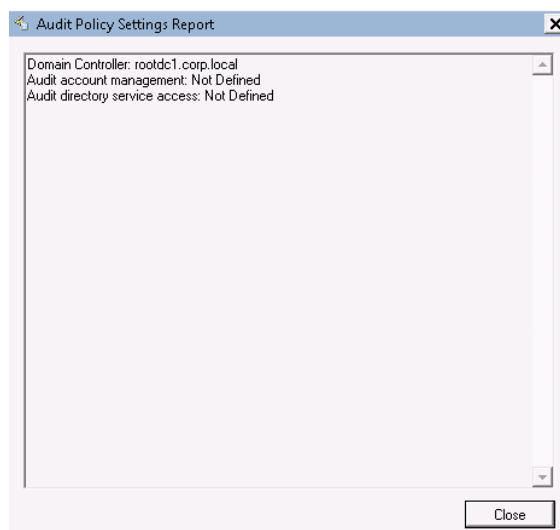 Audit Policy Settings Report
Domain Controller: rootdc1.corp.local
Audit account management: Not Defined
Audit directory service access: Not Defined
Close